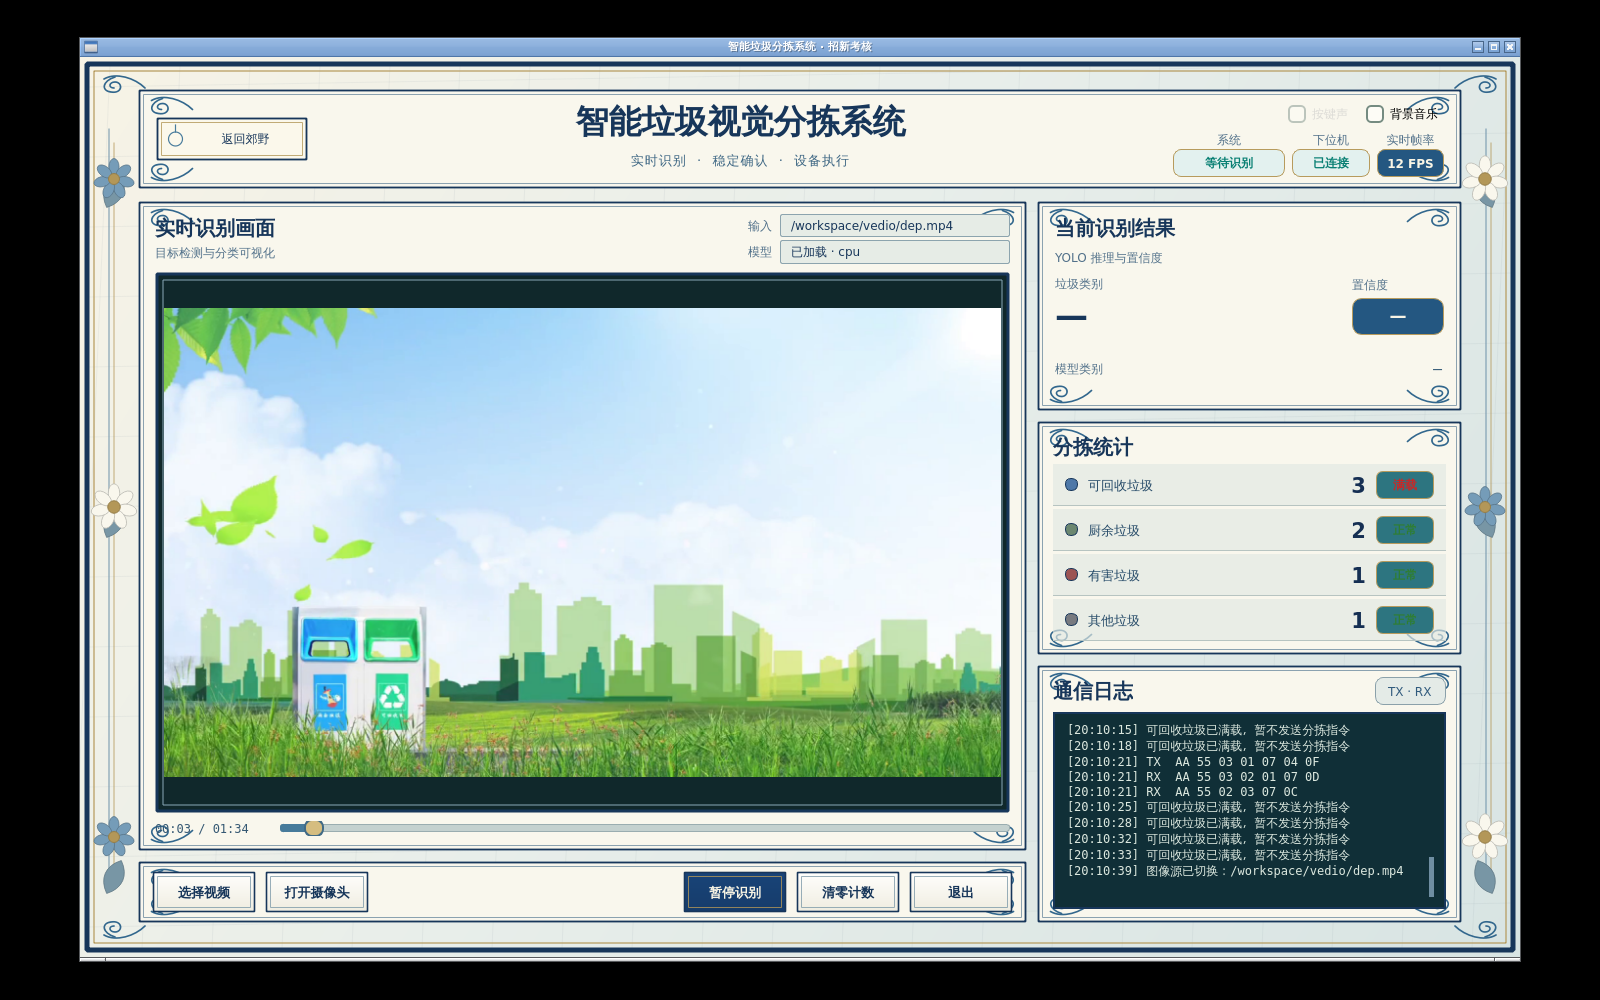 智能垃圾分拣系统 - 招新考核
返回郊野
智能垃圾视觉分拣系统
实时识别 · 稳定确认 · 设备执行
按键声 背景音乐
系统 下位机 实时帧率
等待识别 已连接 12 FPS
实时识别画面
目标检测与分类可视化
输入 /workspace/vedio/dep.mp4
模型 已加载 · cpu
00:03 / 01:34
选择视频 打开摄像头 暂停识别 清零计数 退出
当前识别结果
YOLO 推理与置信度
垃圾类别 置信度
— —
模型类别 —
分拣统计
可回收垃圾 3 满载
厨余垃圾 2 正常
有害垃圾 1 正常
其他垃圾 1 正常
通信日志 TX · RX
[20:10:15] 可回收垃圾已满载, 暂不发送分拣指令
[20:10:18] 可回收垃圾已满载, 暂不发送分拣指令
[20:10:21] TX  AA 55 03 01 07 04 0F
[20:10:21] RX  AA 55 03 02 01 07 0D
[20:10:21] RX  AA 55 02 03 07 0C
[20:10:25] 可回收垃圾已满载, 暂不发送分拣指令
[20:10:28] 可回收垃圾已满载, 暂不发送分拣指令
[20:10:32] 可回收垃圾已满载, 暂不发送分拣指令
[20:10:33] 可回收垃圾已满载, 暂不发送分拣指令
[20:10:39] 图像源已切换：/workspace/vedio/dep.mp4